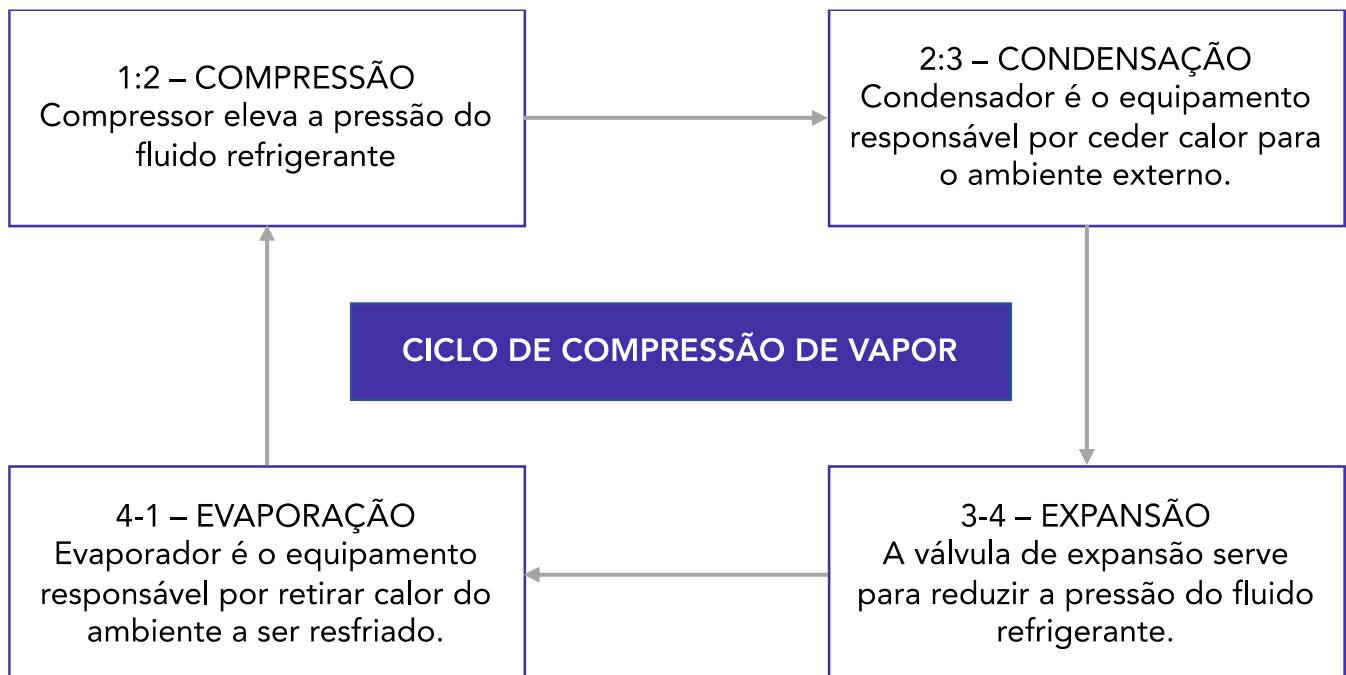 1:2 – COMPRESSÃO
Compressor eleva a pressão do
fluido refrigerante
2:3 – CONDENSAÇÃO
Condensador é o equipamento
responsável por ceder calor para
o ambiente externo.
CICLO DE COMPRESSÃO DE VAPOR
4-1 – EVAPORAÇÃO
Evaporador é o equipamento
responsável por retirar calor do
ambiente a ser resfriado.
3-4 – EXPANSÃO
A válvula de expansão serve
para reduzir a pressão do fluido
refrigerante.